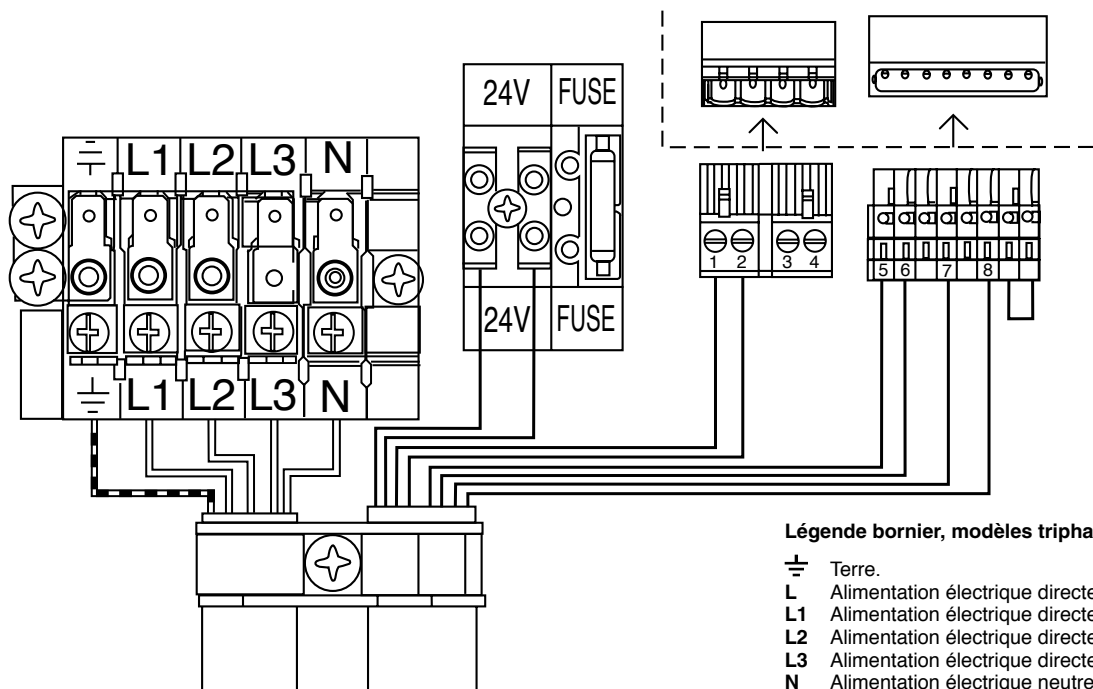 24V FUSE
L1 L2 L3 N
1 2 3 4
5 6 7 8
24V FUSE
L1 L2 L3 N
Légende bornier, modèles tripha
Terre.
L Alimentation électrique directe
L1 Alimentation électrique directe
L2 Alimentation électrique directe
L3 Alimentation électrique directe
N Alimentation électrique neutre